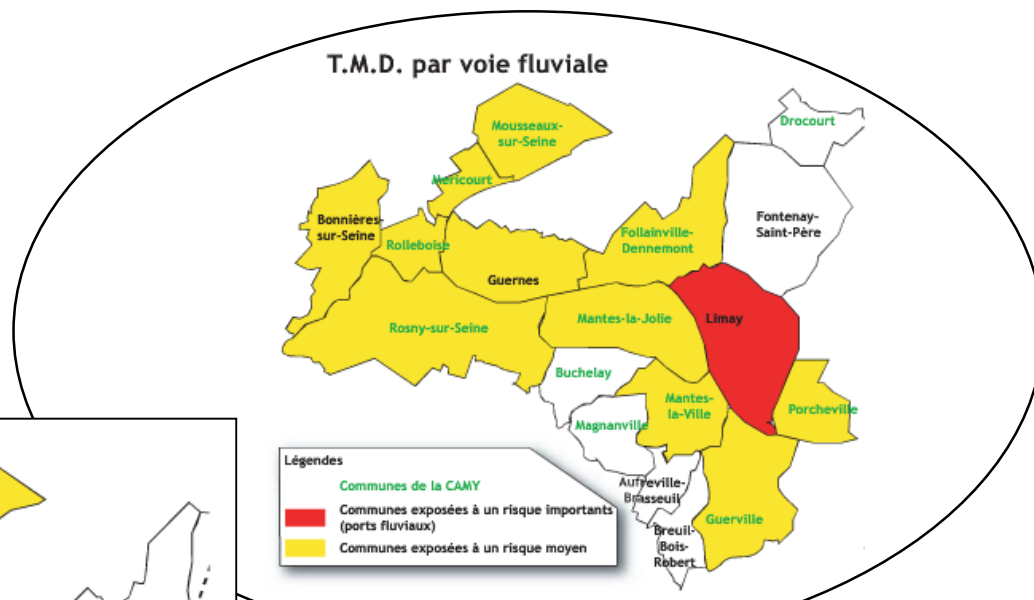 T.M.D. par voie fluviale
Mousseaux-
sur-Seine
Drocourt
Méricourt
Bonnières-
sur-Seine
Rolleboise
Follainville-
Dennemont
Fontenay-
Saint-Père
Guernes
Rosny-sur-Seine
Mantes-la-Jolie
Limay
Buchelay
Mantes-
la-Ville
Porcheville
Magnanville
Aufreville-
Brasseuil
Guerville
Breuil-
Bois-
Robert
Légendes
Communes de la CAMY
Communes exposées à un risque importants
(ports fluviaux)
Communes exposées à un risque moyen